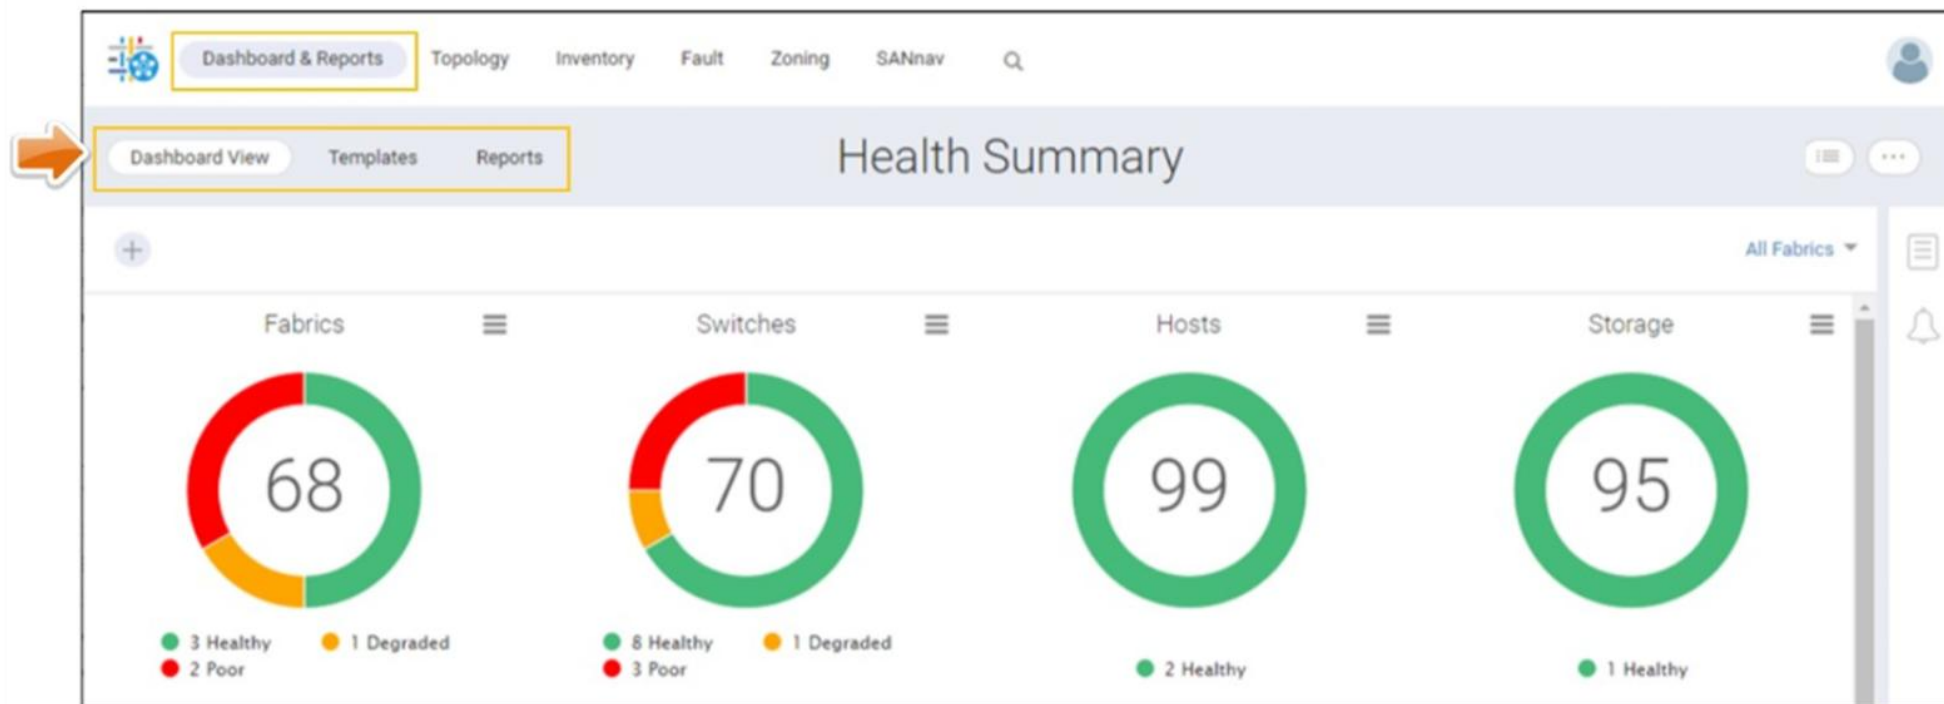 Dashboard & Reports Topology Inventory Fault Zoning SANnav
Dashboard View Templates Reports Health Summary
All Fabrics
Fabrics Switches Hosts Storage
68 70 99 95
3 Healthy 1 Degraded 8 Healthy 1 Degraded
2 Poor 3 Poor 2 Healthy 1 Healthy